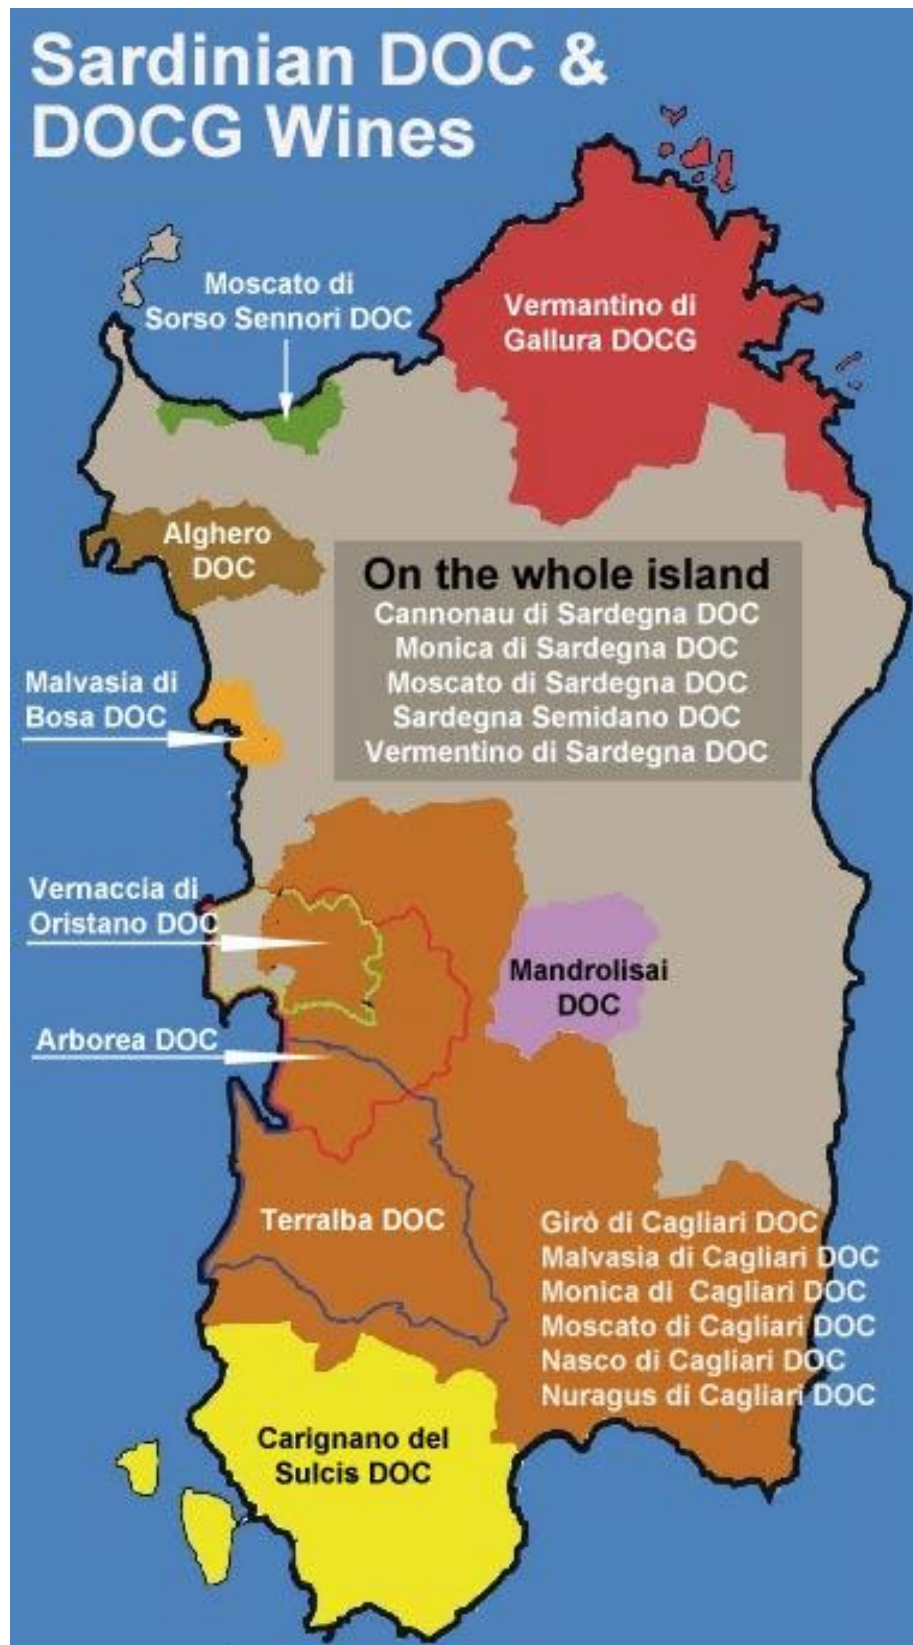 Sardinian DOC &
DOCG Wines
Moscato di
Sorso Sennori DOC
Vermantino di
Gallura DOCG
Alghero
DOC
On the whole island
Cannonau di Sardegna DOC
Monica di Sardegna DOC
Moscato di Sardegna DOC
Sardegna Semidano DOC
Vermentino di Sardegna DOC
Malvasia di
Bosa DOC
Vernaccia di
Oristano DOC
Mandrolisai
DOC
Arborea DOC
Terralba DOC
Girò di Cagliari DOC
Malvasia di Cagliari DOC
Monica di Cagliari DOC
Moscato di Cagliari DOC
Nasco di Cagliari DOC
Nuragus di Cagliari DOC
Carignano del
Sulcis DOC